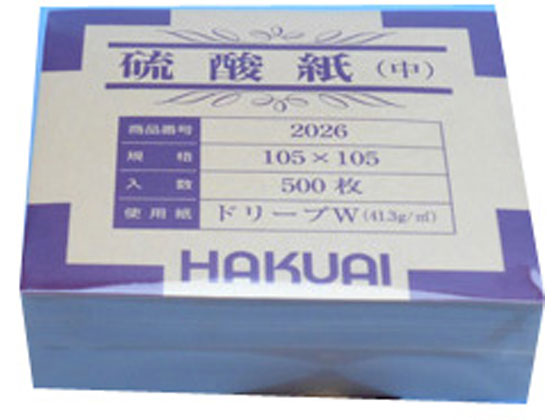 硫酸紙（中）
商品番号 2026
規格 105×105
入数 500枚
使用紙 ドリープW（41.3g/㎡）
HAKUAI